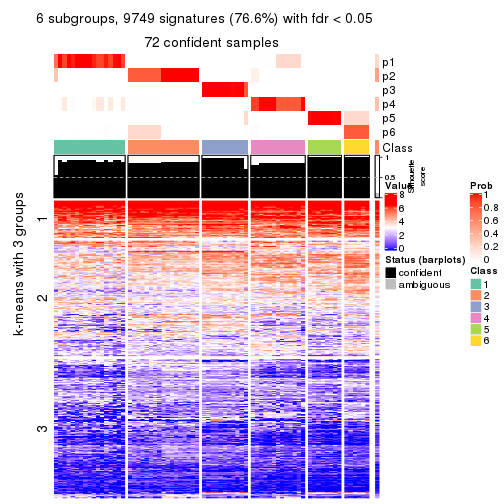 6 subgroups, 9749 signatures (76.6%) with fdr < 0.05
72 confident samples
p1
p2
p3
p4
p5
p6
Class
1
0.5
0
Silhouette
score
k-means with 3 groups
1
2
3
Value
8
6
4
2
0
Status (barplots)
confident
ambiguous
Prob
1
0.8
0.6
0.4
0.2
0
Class
1
2
3
4
5
6